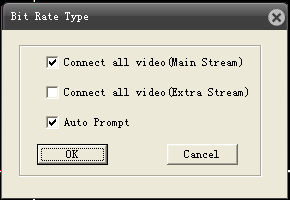 Bit Rate Type
Connect all video(Main Stream)
Connect all video(Extra Stream)
Auto Prompt
OK Cancel